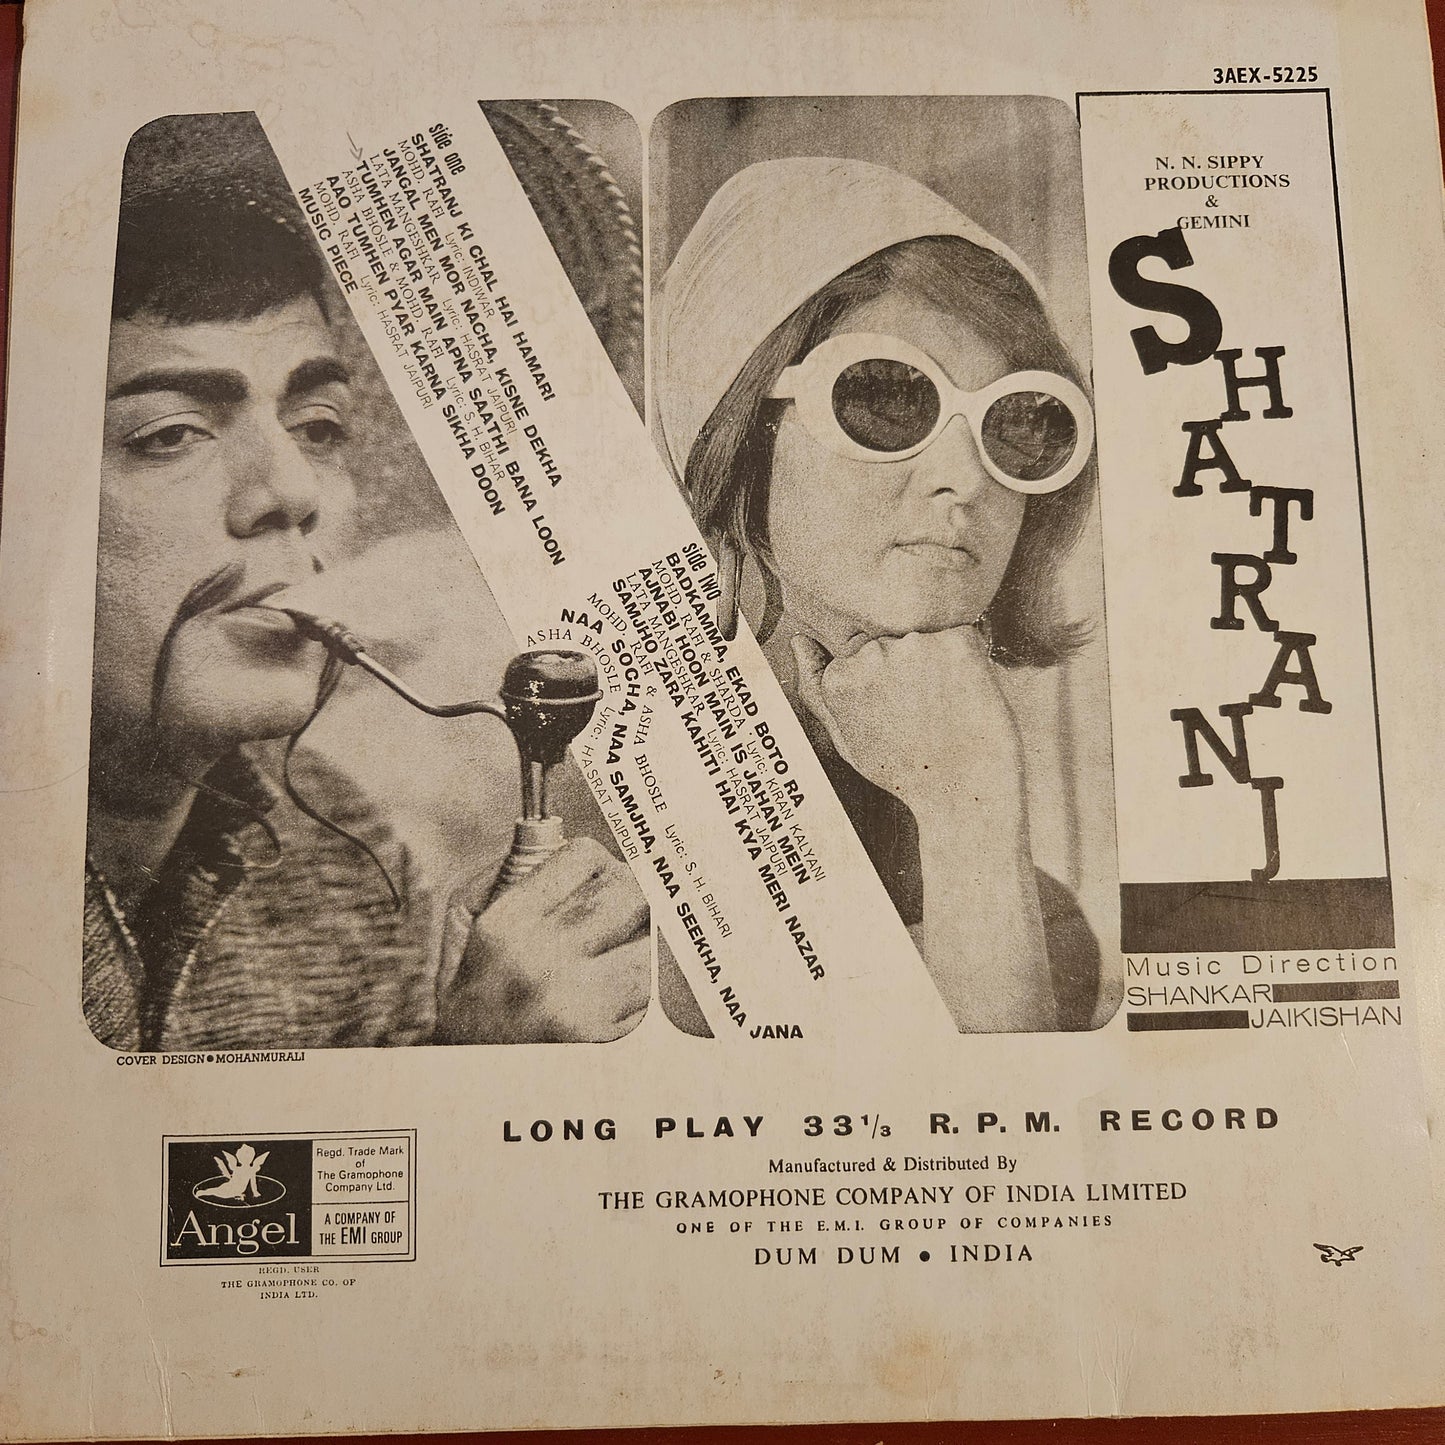 3AEX-5225
N. N. SIPPY
PRODUCTIONS
&
GEMINI
SHATRANJ
Music Direction
SHANKAR
JAIKISHAN
side one
SHATRANJ KI CHAL HAI HAMARI
MOHD. RAFI Lyric: INDIWAR
JANGAL MEN MOR NACHA, KISNE DEKHA
LATA MANGESHKAR Lyric: HASRAT JAIPURI
TUMHEN AGAR MAIN APNA SAATHI BANA LOON
ASHA BHOSLE & MOHD. RAFI Lyric: S. H. BIHAR
AAO TUMHEN PYAR KARNA SIKHA DOON
MOHD. RAFI Lyric: HASRAT JAIPURI
MUSIC PIECE
side two
BADKAMMA, EKAD BOTO RA
MOHD. RAFI & SHARDA Lyric: KIRAN KALYANI
AJNABI HOON MAIN IS JAHAN MEIN
LATA MANGESHKAR Lyric: HASRAT JAIPURI
SAMJHO ZARA KAHITI HAI KYA MERI NAZAR
MOHD. RAFI & ASHA BHOSLE Lyric: S. H. BIHARI
NAA SOCHA, NAA SAMJHA, NAA SEEKHA, NAA JANA
ASHA BHOSLE Lyric: HASRAT JAIPURI
COVER DESIGN ● MOHANMURALI
LONG PLAY 33 1/3 R. P. M. RECORD
Manufactured & Distributed By
THE GRAMOPHONE COMPANY OF INDIA LIMITED
ONE OF THE E.M.I. GROUP OF COMPANIES
DUM DUM ● INDIA
Angel
Regd. Trade Mark
of
The Gramophone
Company Ltd.
A COMPANY OF
THE EMI GROUP
REGD. USER
THE GRAMOPHONE CO. OF
INDIA LTD.